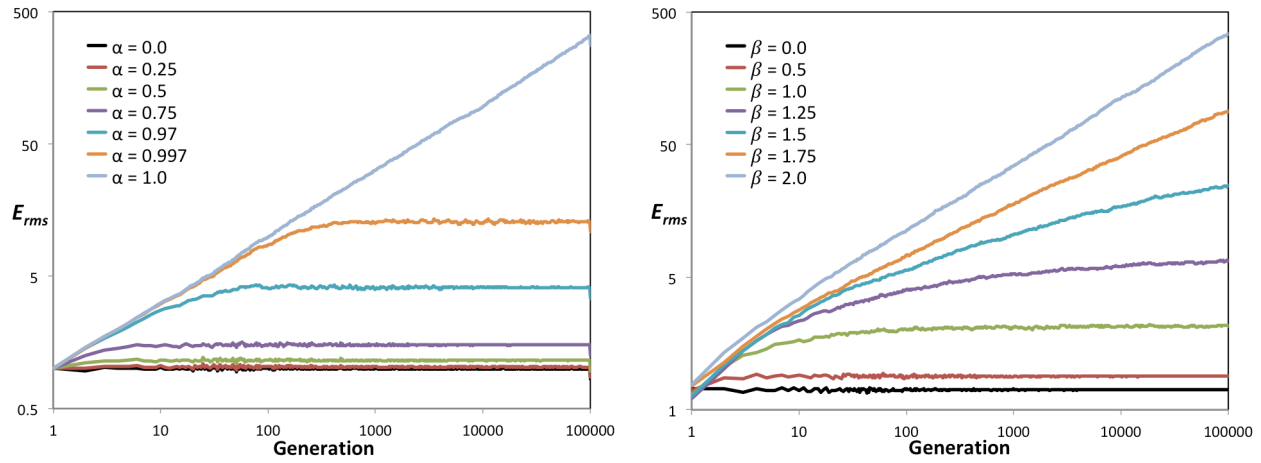 500
α = 0.0
α = 0.25
α = 0.5
α = 0.75
α = 0.97
α = 0.997
α = 1.0
50
Erms
5
0.5
1 10 100 1000 10000 100000
Generation
500
β = 0.0
β = 0.5
β = 1.0
β = 1.25
β = 1.5
β = 1.75
β = 2.0
50
Erms
5
1
1 10 100 1000 10000 100000
Generation